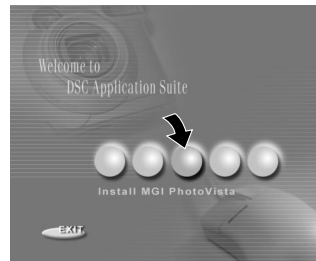 Welcome to
DSC Application Suite
Install MGI PhotoVista
EXIT